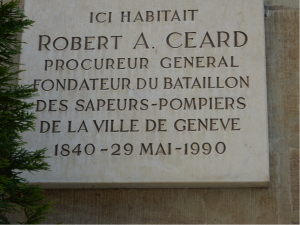 ICI HABITAIT
ROBERT A. CEARD
PROCUREUR GENERAL
FONDATEUR DU BATAILLON
DES SAPEURS-POMPIERS
DE LA VILLE DE GENEVE
1840 - 29 MAI - 1990